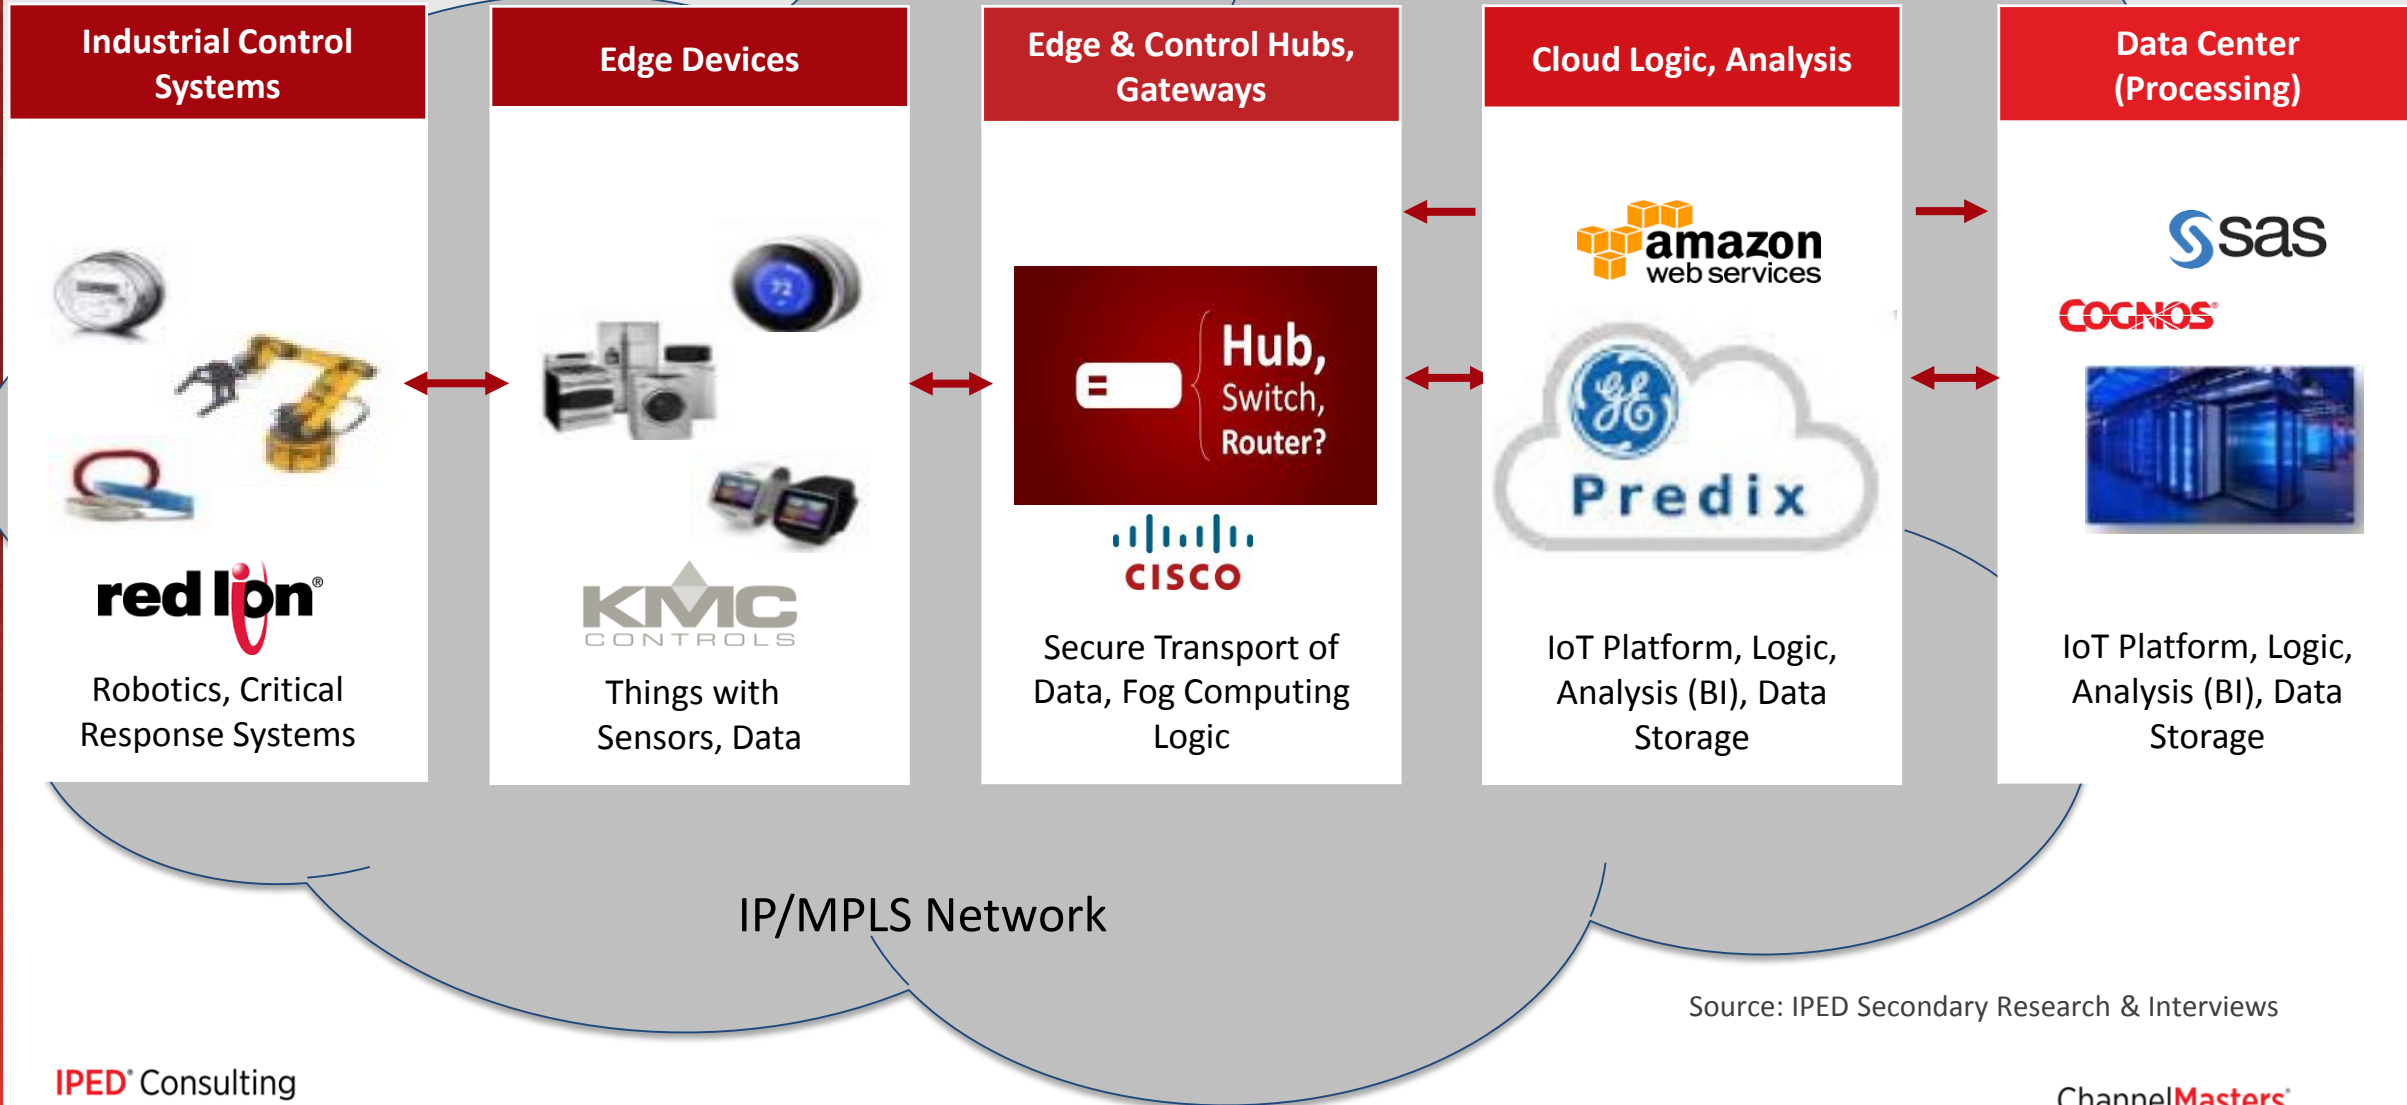 Industrial Control
Systems
Edge Devices
Edge & Control Hubs,
Gateways
Cloud Logic, Analysis
Data Center
(Processing)
72
red lion®
Robotics, Critical
Response Systems
KMC
CONTROLS
Things with
Sensors, Data
Hub,
Switch,
Router?
CISCO
Secure Transport of
Data, Fog Computing
Logic
amazon
web services
GE
Predix
IoT Platform, Logic,
Analysis (BI), Data
Storage
sas
COGNOS®
IoT Platform, Logic,
Analysis (BI), Data
Storage
IP/MPLS Network
Source: IPED Secondary Research & Interviews
IPED® Consulting
ChannelMasters®